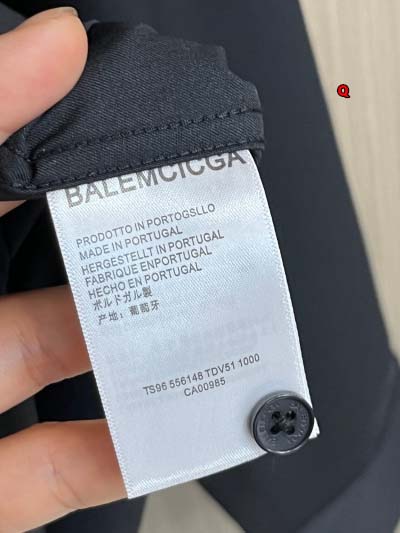 Q
BALEMCICGA
PRODOTTO IN PORTOGSLLO
MADE IN PORTUGAL
HERGESTELLT IN PORTUGAL
FABRIQUE ENPORTUGAL
HECHO EN PORTUGAL
ポルドガル製
产地: 葡萄牙
TS96 556148 TDV51 1000
CA00985